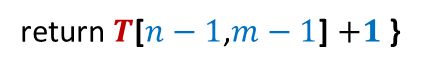 return T[n − 1,m − 1] +1 }